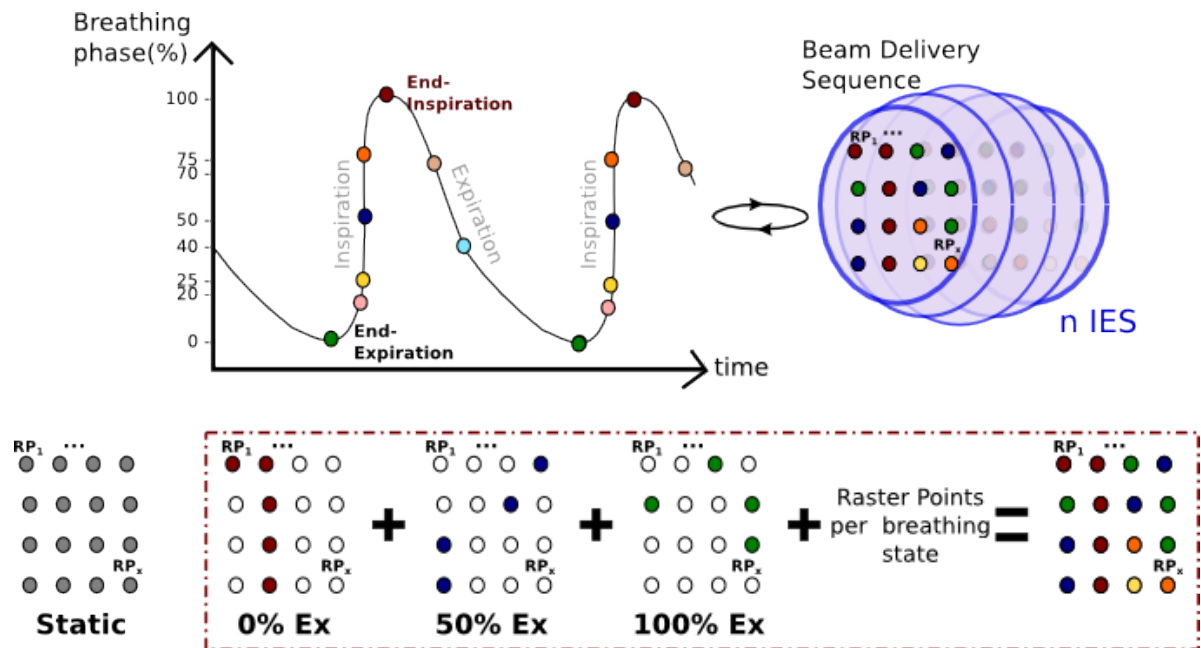 Breathing
phase(%)
100
75
70
50
40
25
20
0
End-
Inspiration
Inspiration
Expiration
Inspiration
End-
Expiration
time
Beam Delivery
Sequence
RP1 ...
RPx
n IES
RP1 ...
RPx
Static
RP1 ...
RPx
0% Ex
+
RP1 ...
RPx
50% Ex
+
RP1 ...
RPx
100% Ex
+
Raster Points
per breathing
state
=
RP1 ...
RPx